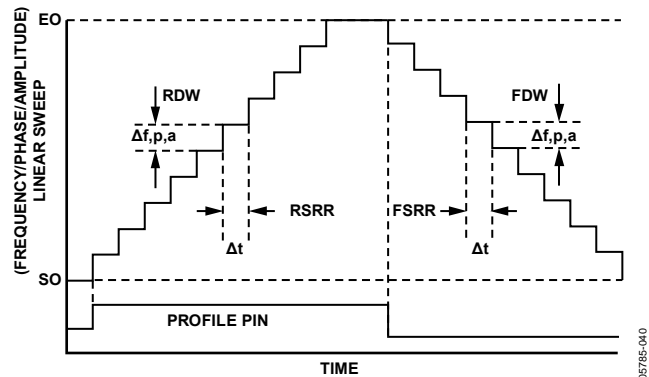 (FREQUENCY/PHASE/AMPLITUDE)
LINEAR SWEEP
EO
RDW
FDW
Δf,p,a
Δf,p,a
RSRR
FSRR
Δt
Δt
SO
PROFILE PIN
TIME
05785-040